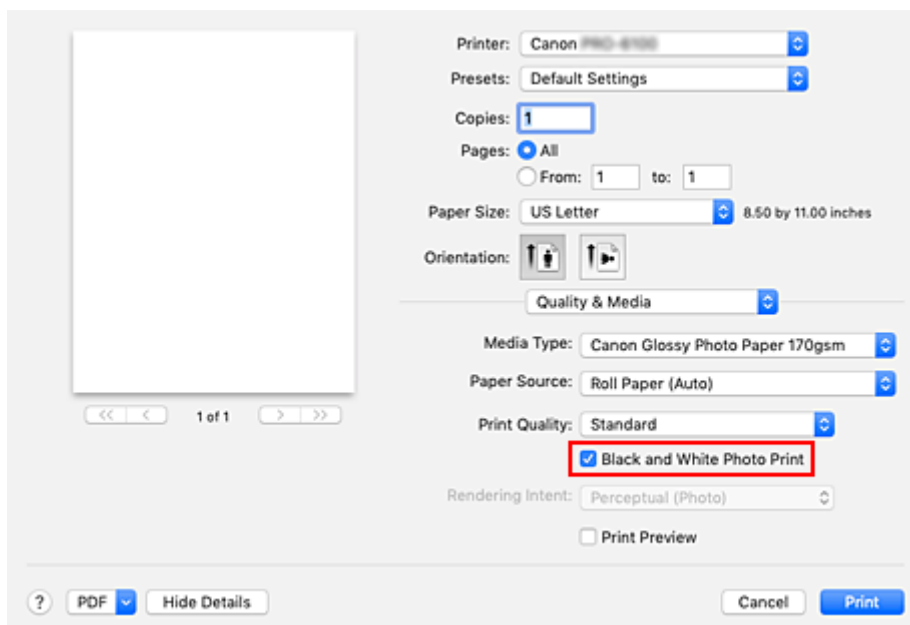 Printer: Canon
Presets: Default Settings
Copies: 1
Pages: All
From: 1 to: 1
Paper Size: US Letter 8.50 by 11.00 inches
Orientation:
Quality & Media
Media Type: Canon Glossy Photo Paper 170gsm
Paper Source: Roll Paper (Auto)
1 of 1
Print Quality: Standard
Black and White Photo Print
Rendering Intent: Perceptual (Photo)
Print Preview
? PDF Hide Details Cancel Print